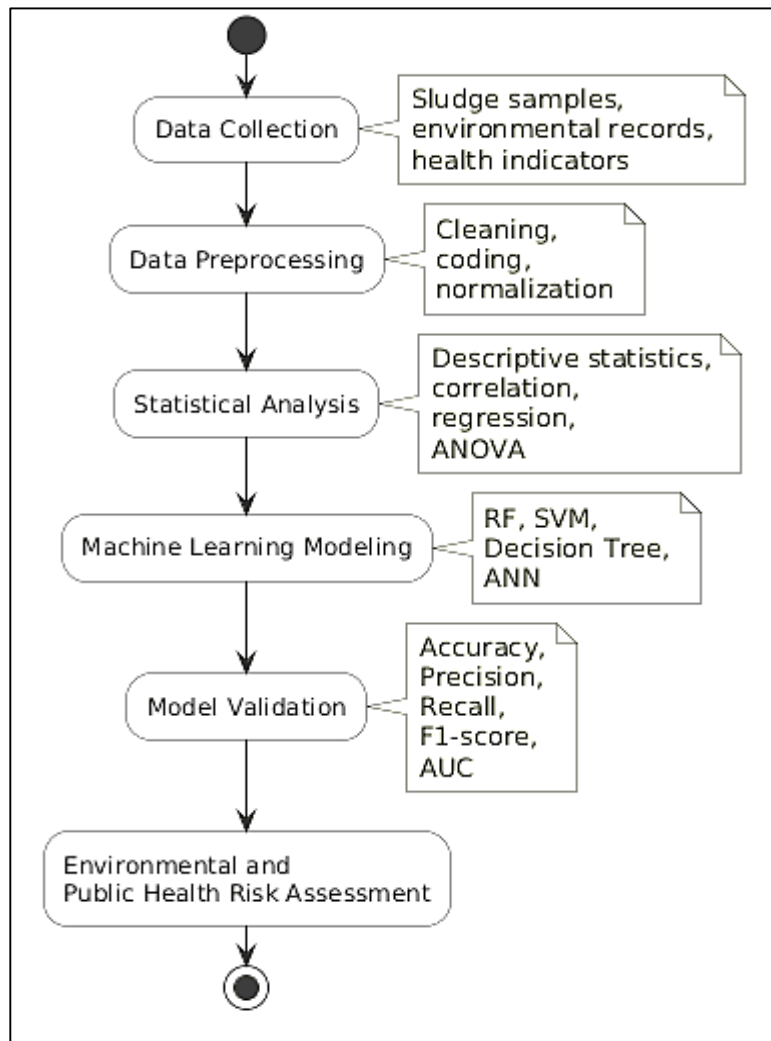 Data Collection
Sludge samples,
environmental records,
health indicators
Data Preprocessing
Cleaning,
coding,
normalization
Statistical Analysis
Descriptive statistics,
correlation,
regression,
ANOVA
Machine Learning Modeling
RF, SVM,
Decision Tree,
ANN
Model Validation
Accuracy,
Precision,
Recall,
F1-score,
AUC
Environmental and
Public Health Risk Assessment